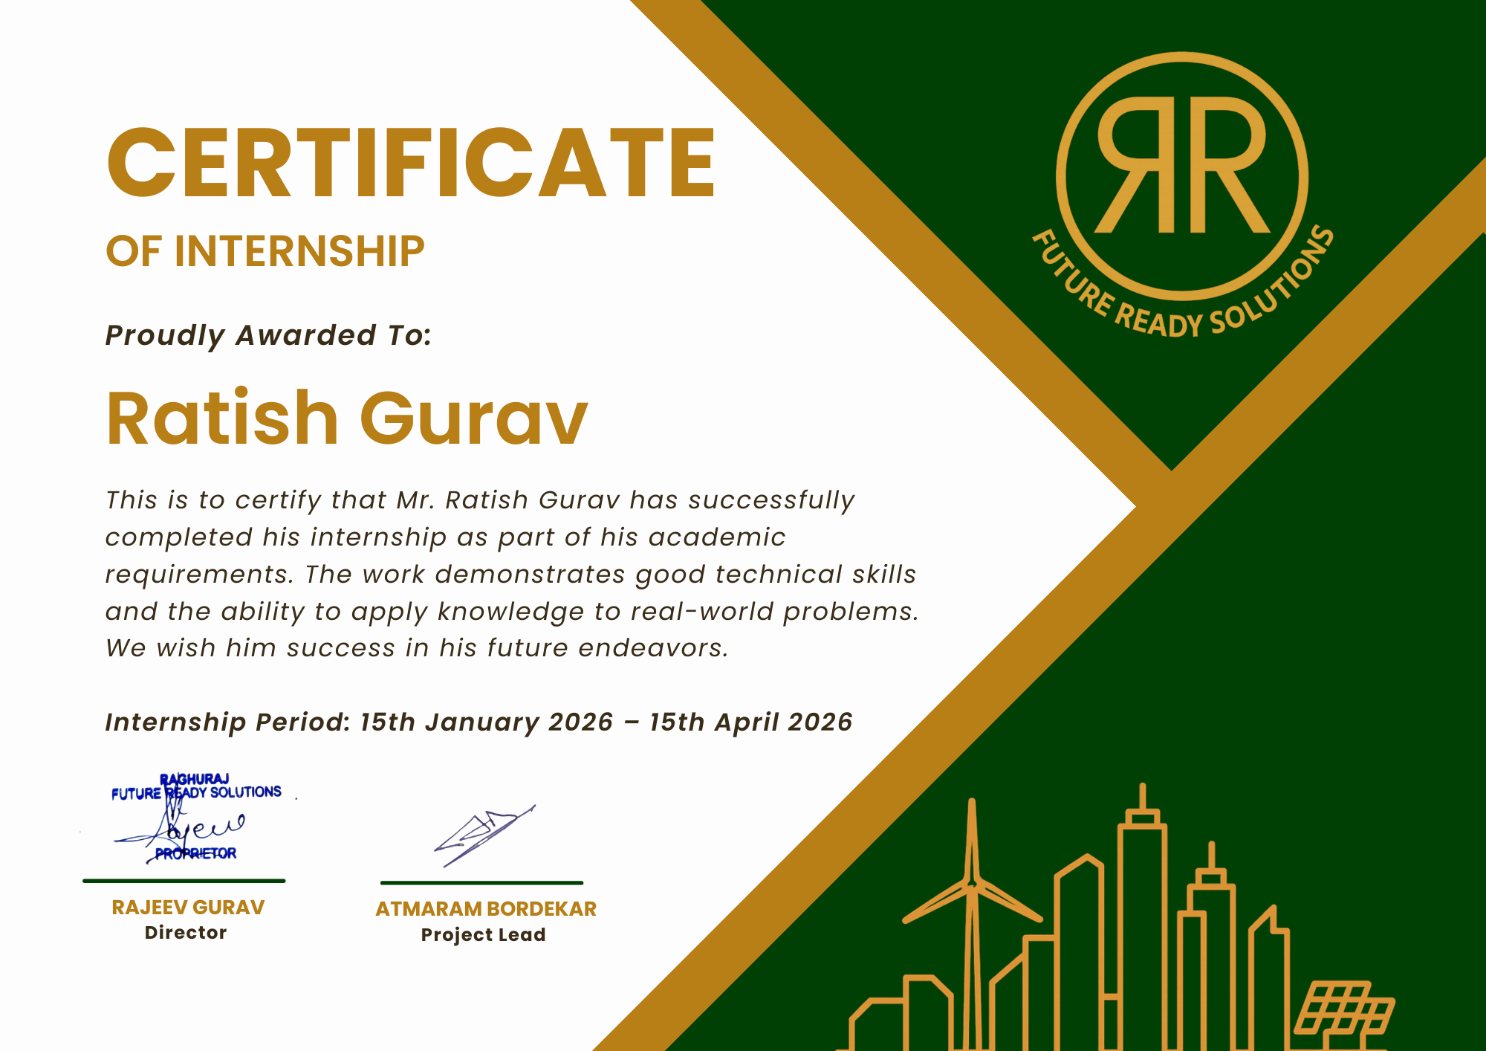 CERTIFICATE
OF INTERNSHIP
Proudly Awarded To:
Ratish Gurav
This is to certify that Mr. Ratish Gurav has successfully
completed his internship as part of his academic
requirements. The work demonstrates good technical skills
and the ability to apply knowledge to real-world problems.
We wish him success in his future endeavors.
Internship Period: 15th January 2026 – 15th April 2026
RAGHURAJ
FUTURE READY SOLUTIONS
PROPRIETOR
RAJEEV GURAV
Director
ATMARAM BORDEKAR
Project Lead
RR
FUTURE READY SOLUTIONS